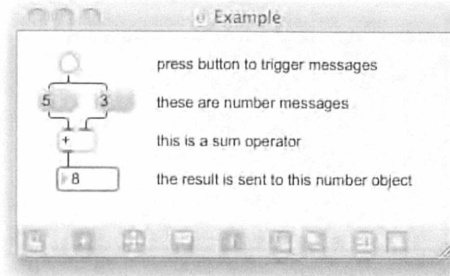 Example
press button to trigger messages
5 3 these are number messages
+ this is a sum operator
8 the result is sent to this number object